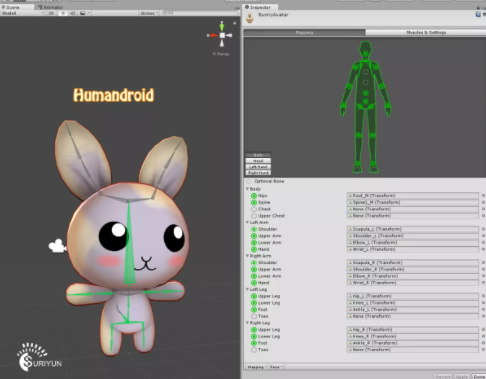 Scene
Animator
Shaded
2D
Gizmos
Persp
Humandroid
SURIYUN
Inspector
BunnyAvatar
Mapping
Muscles & Settings
Body
Head
Left Hand
Right Hand
Optional Bone
Body
Hips
Root_M (Transform)
Spine
Spine1_M (Transform)
Chest
None (Transform)
Upper Chest
None (Transform)
Left Arm
Shoulder
Scapula_L (Transform)
Upper Arm
Shoulder_L (Transform)
Lower Arm
Elbow_L (Transform)
Hand
Wrist_L (Transform)
Right Arm
Shoulder
Scapula_R (Transform)
Upper Arm
Shoulder_R (Transform)
Lower Arm
Elbow_R (Transform)
Hand
Wrist_R (Transform)
Left Leg
Upper Leg
Hip_L (Transform)
Lower Leg
Knee_L (Transform)
Foot
Ankle_L (Transform)
Toes
None (Transform)
Right Leg
Upper Leg
Hip_R (Transform)
Lower Leg
Knee_R (Transform)
Foot
Ankle_R (Transform)
Toes
None (Transform)
Mapping
Pose
Revert
Apply
Done